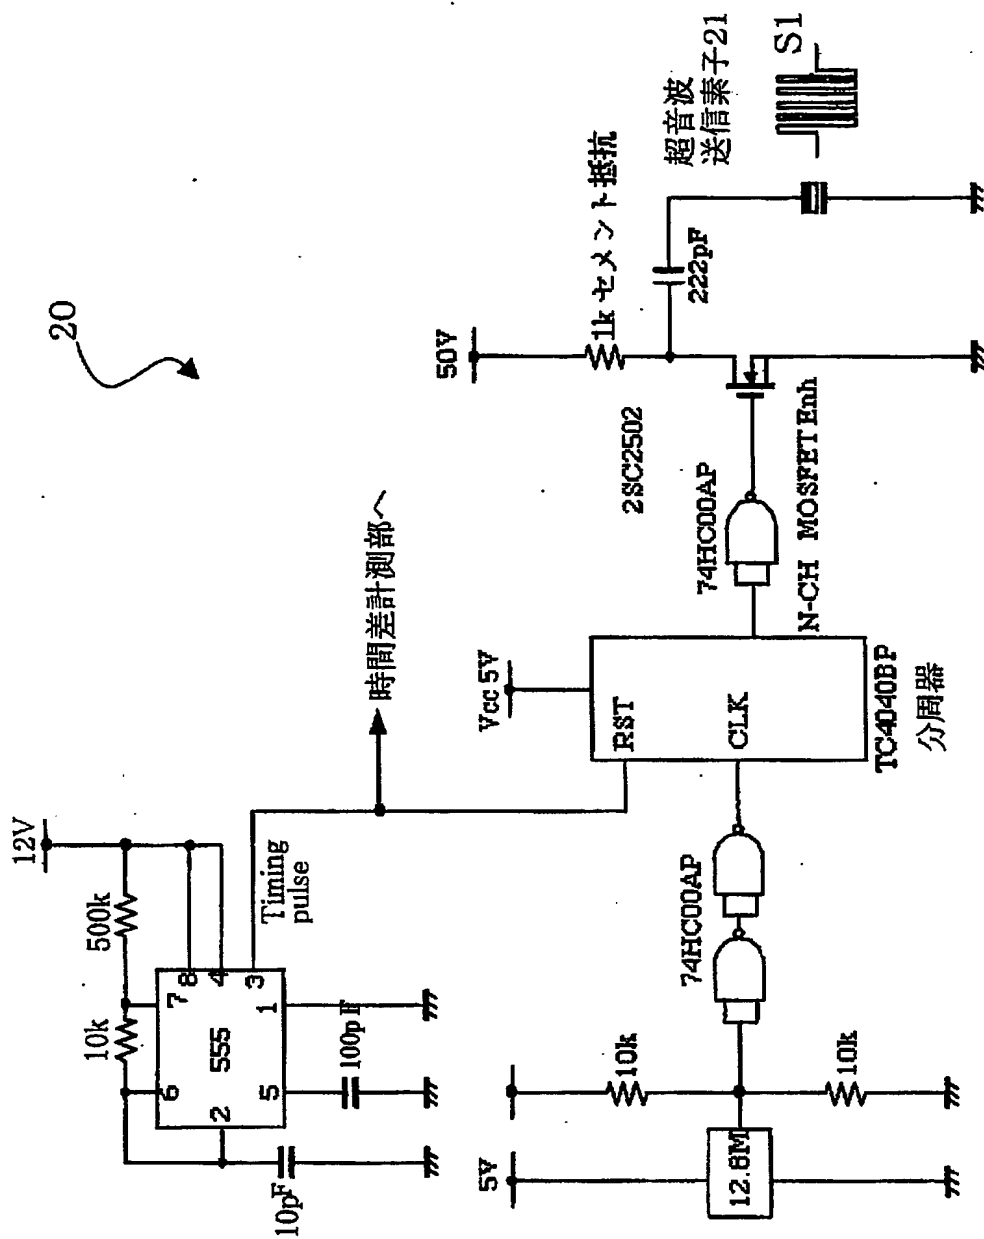 20
12V
500k
10k
7
8
6
4
555
3
2
5
1
Timing
pulse
10pF
100pF
時間差計測部へ
50V
1k セメント抵抗
超音波
送信素子21
S1
222pF
2SC2502
N-CH MOSFET Enh
74HC00AP
Vcc 5V
RST
CLK
TC4040BP
分周器
74HC00AP
5V
10k
10k
12.8M